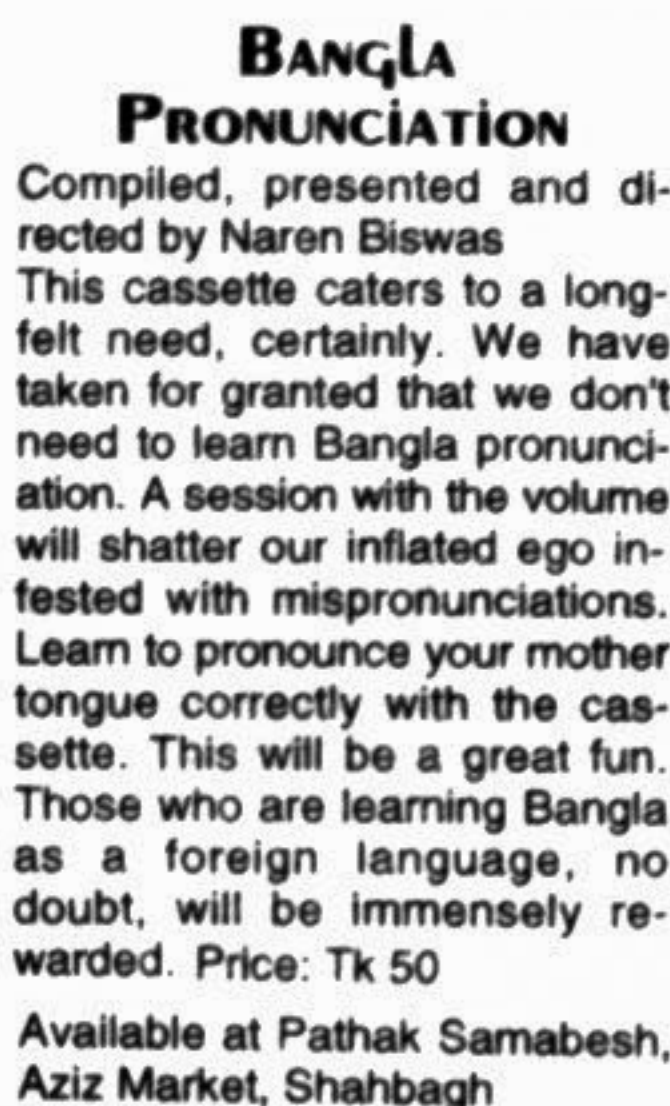 Bangla
Pronunciation
Compiled, presented and di-
rected by Naren Biswas
This cassette caters to a long-
felt need, certainly. We have
taken for granted that we don't
need to learn Bangla pronunci-
ation. A session with the volume
will shatter our inflated ego in-
fested with mispronunciations.
Learn to pronounce your mother
tongue correctly with the cas-
sette. This will be a great fun.
Those who are learning Bangla
as a foreign language, no
doubt, will be immensely re-
warded. Price: Tk 50
Available at Pathak Samabesh,
Aziz Market, Shahbagh